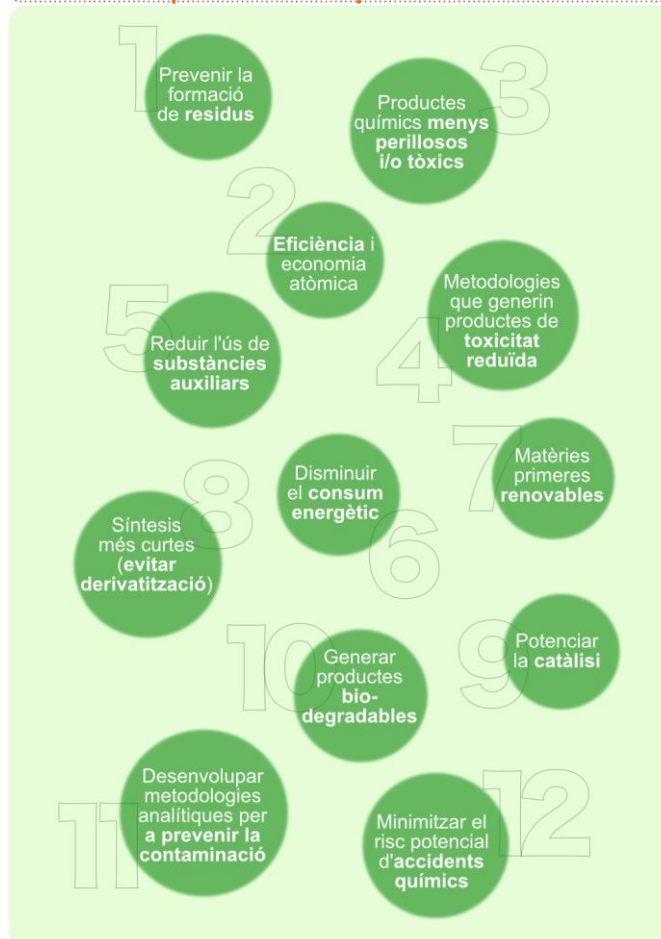 1
Prevenir la
formació
de residus
3
Productes
químics menys
perillosos
i/o tòxics
2
Eficiència i
economia
atòmica
4
Metodologies
que generin
productes de
toxicitat
reduïda
5
Reduir l'ús de
substàncies
auxiliars
6
Disminuir
el consum
energètic
7
Matèries
primeres
renovables
8
Síntesis
més curtes
(evitar
derivatització)
9
Potenciar
la catàlisi
10
Generar
productes
bio-
degradables
11
Desenvolupar
metodologies
analítiques per
a prevenir la
contaminació
12
Minimitzar el
risc potencial
d'accidents
químics